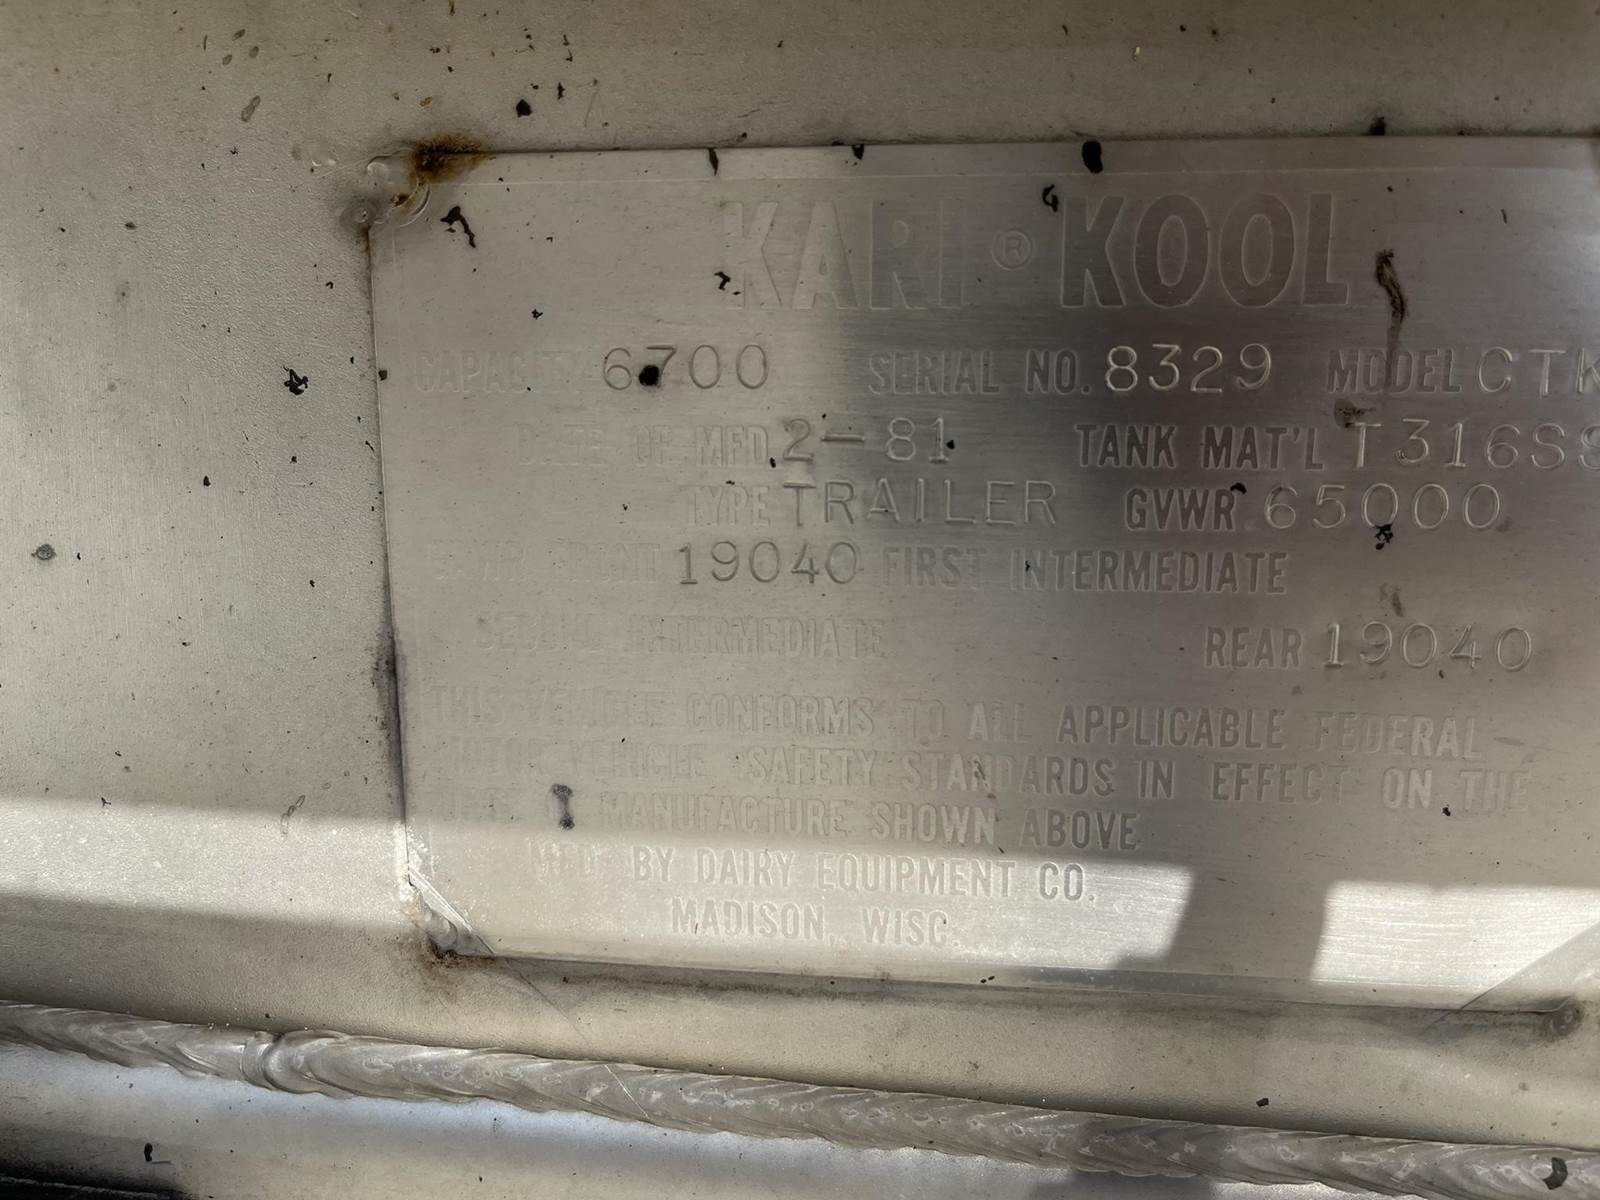 KARI ® KOOL
CAPACITY 6700 SERIAL NO. 8329 MODEL CTK
DATE OF MFD 2-81 TANK MAT'L T316SS
TYPE TRAILER GVWR 65000
GAWR FRONT 19040 FIRST INTERMEDIATE
SECOND INTERMEDIATE REAR 19040
THIS VEHICLE CONFORMS TO ALL APPLICABLE FEDERAL
MOTOR VEHICLE SAFETY STANDARDS IN EFFECT ON THE
MANUFACTURE SHOWN ABOVE
MFD. BY DAIRY EQUIPMENT CO.
MADISON, WISC.